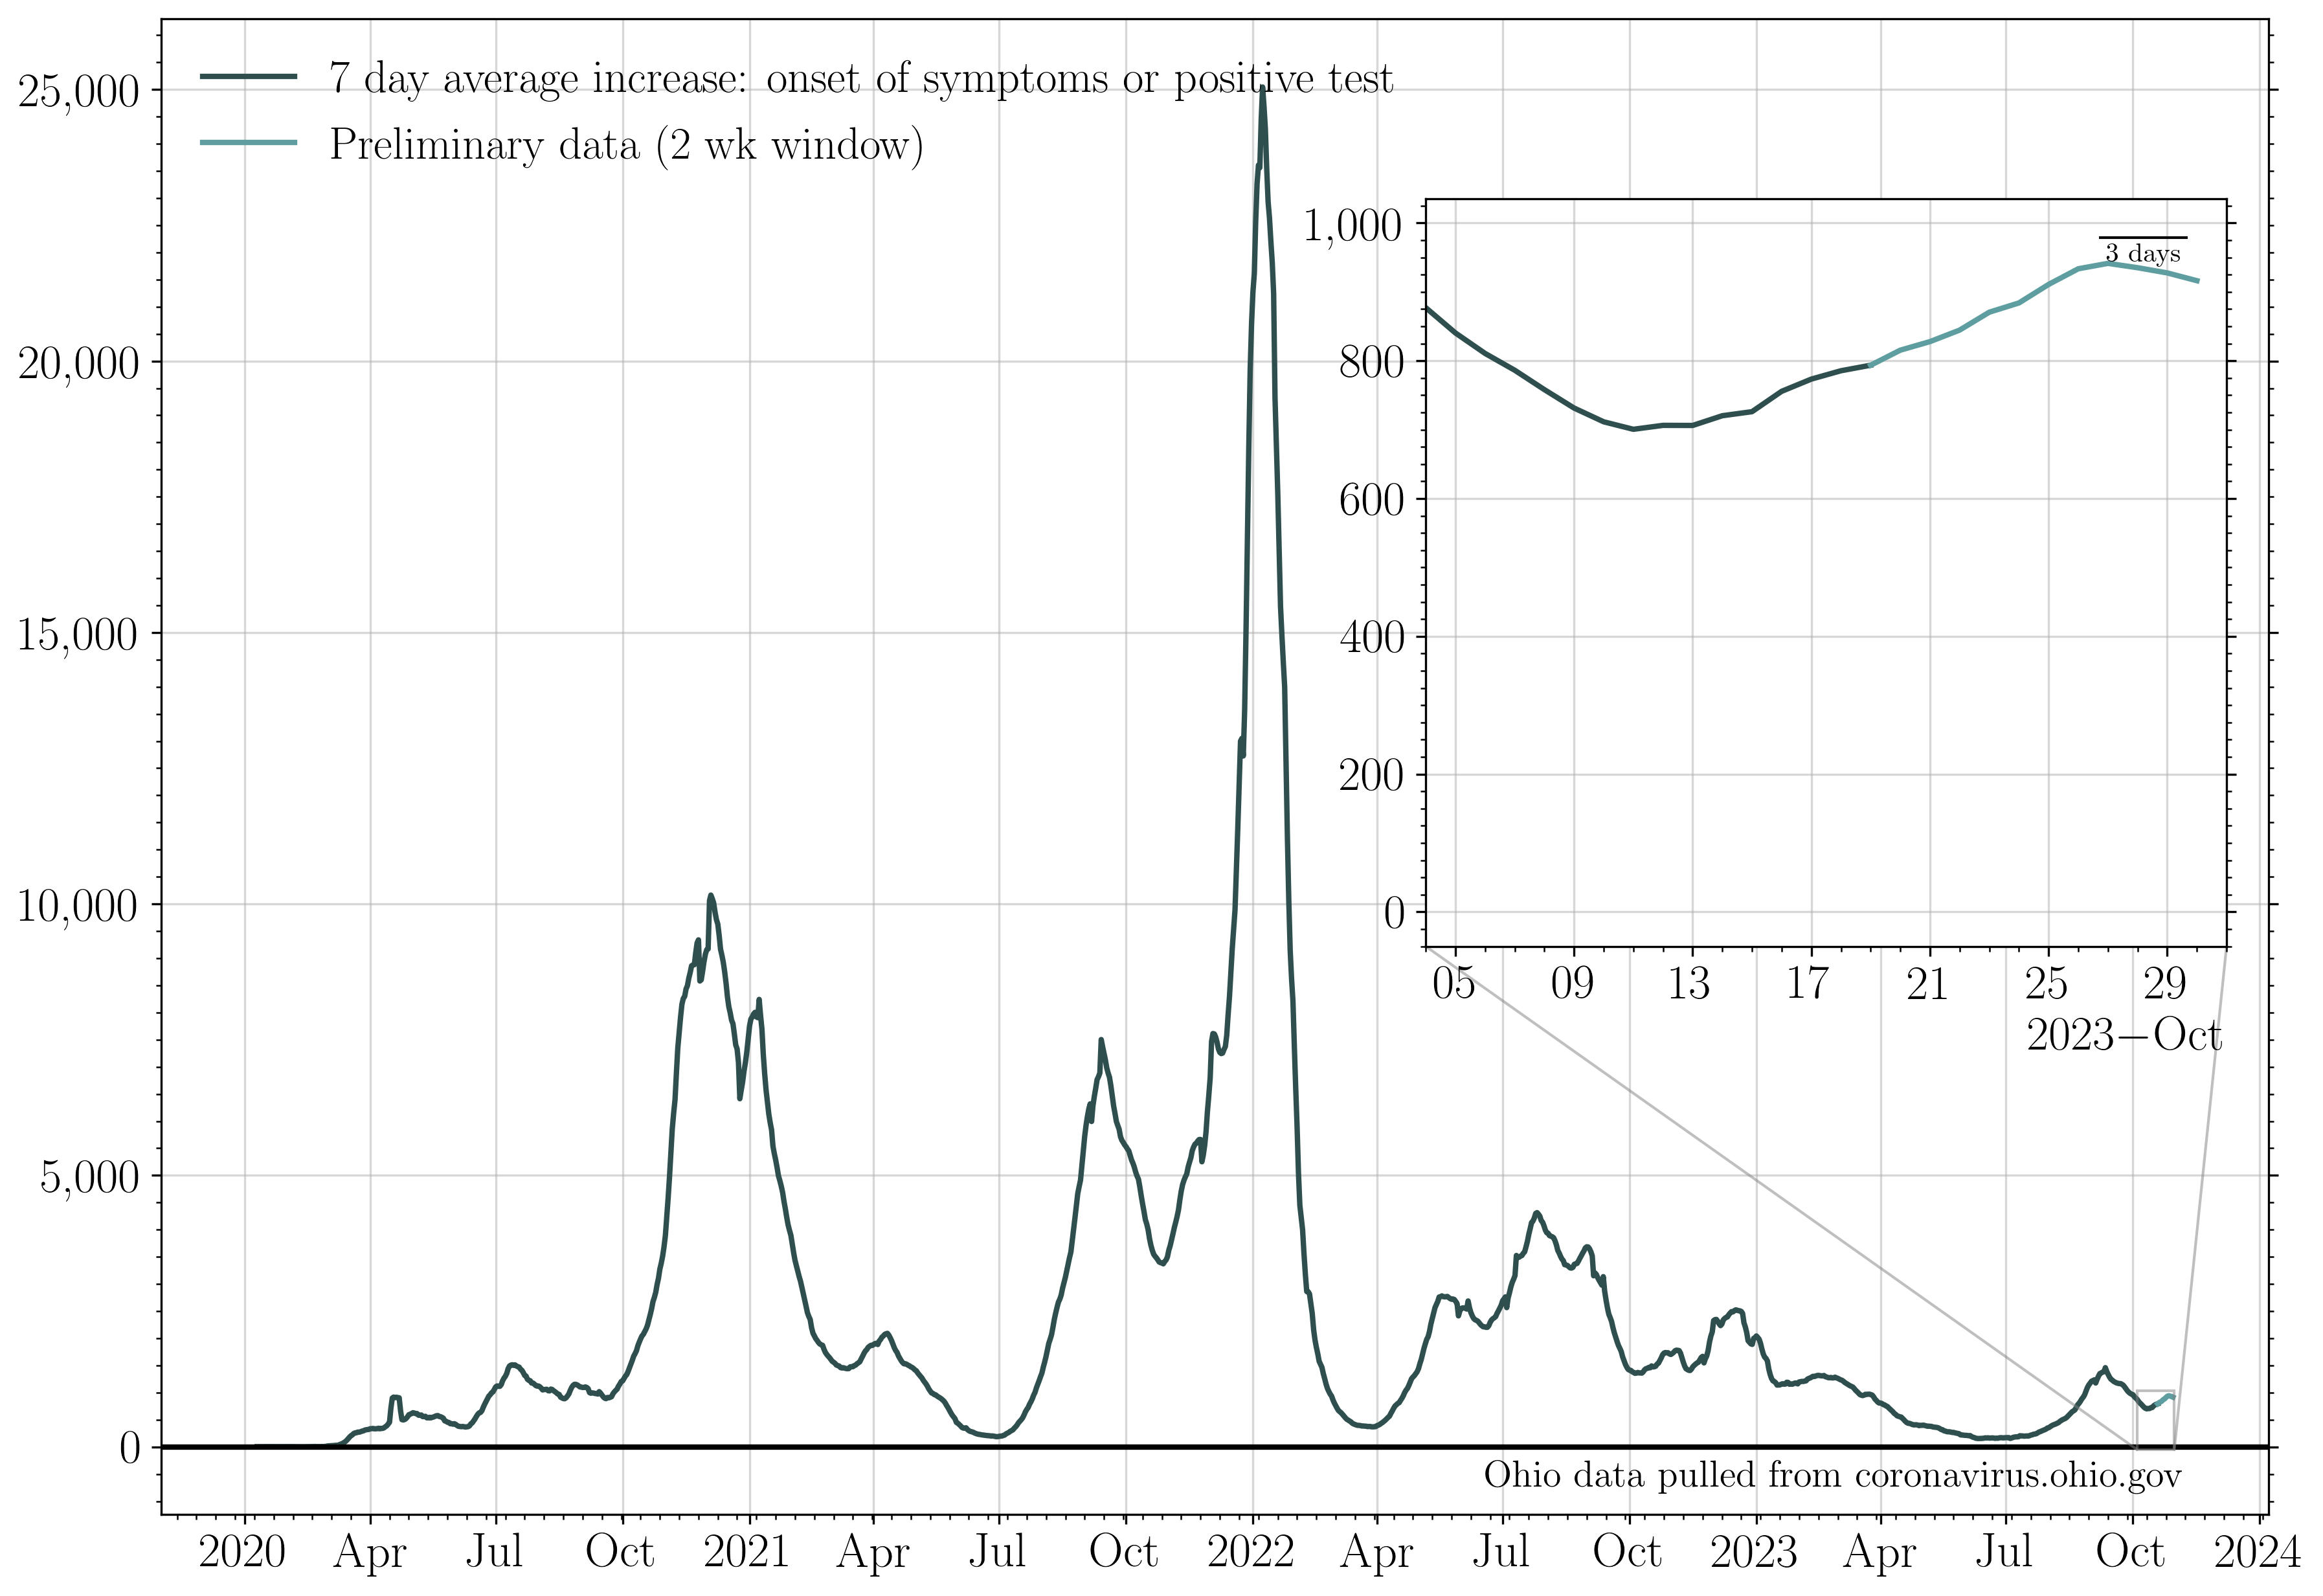 7 day average increase: onset of symptoms or positive test
Preliminary data (2 wk window)
25,000
20,000
15,000
10,000
5,000
0
1,000
800
600
400
200
0
3 days
05 09 13 17 21 25 29
2023−Oct
Ohio data pulled from coronavirus.ohio.gov
2020 Apr Jul Oct 2021 Apr Jul Oct 2022 Apr Jul Oct 2023 Apr Jul Oct 2024